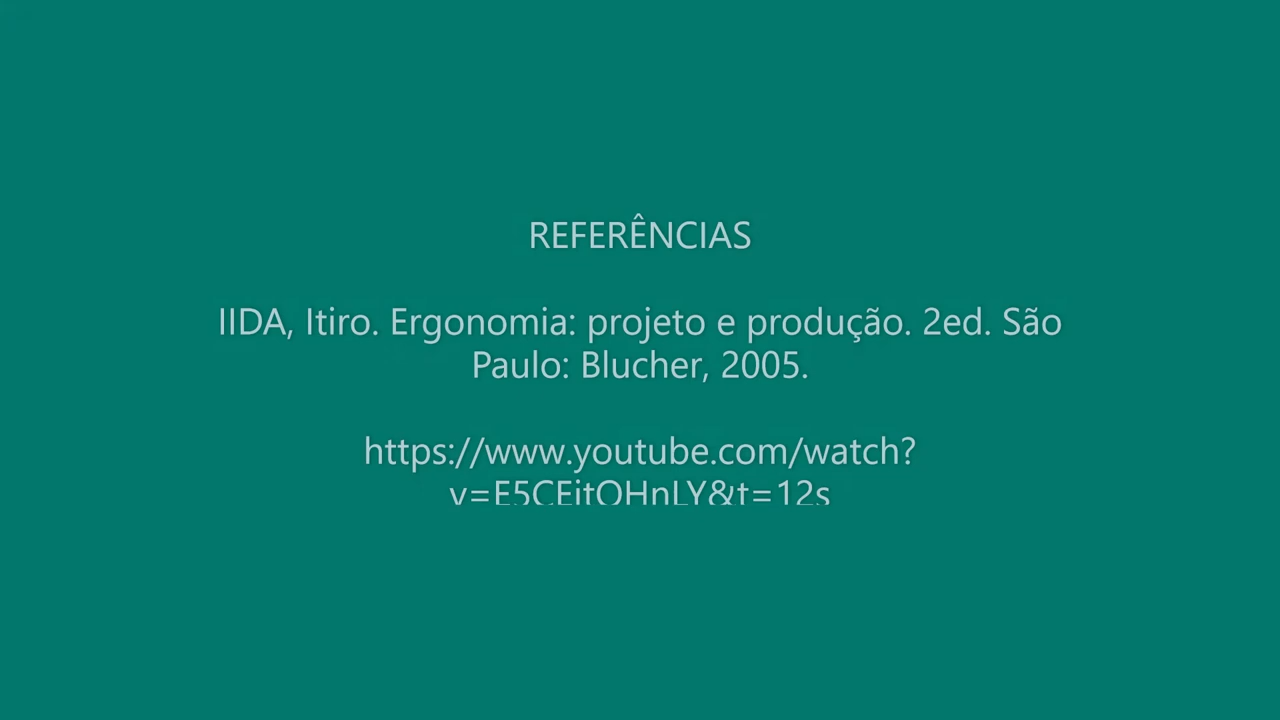 REFERÊNCIAS
IIDA, Itiro. Ergonomia: projeto e produção. 2ed. São
Paulo: Blucher, 2005.
https://www.youtube.com/watch?